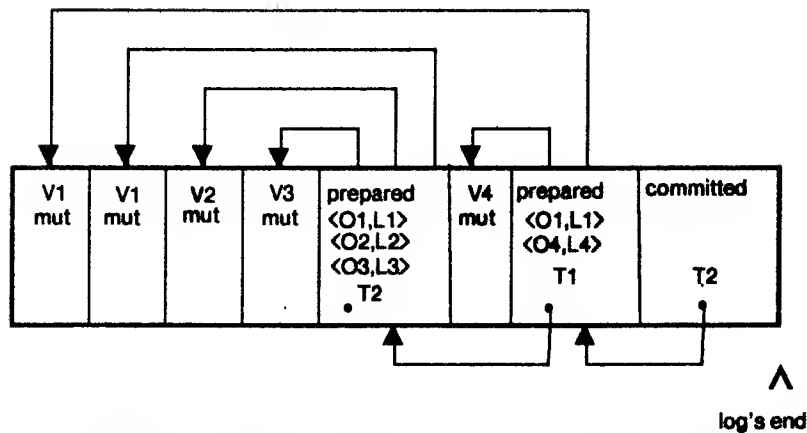 V1
mut
V1
mut
V2
mut
V3
mut
prepared
<O1,L1>
<O2,L2>
<O3,L3>
T2
V4
mut
prepared
<O1,L1>
<O4,L4>
T1
committed
T2
log's end